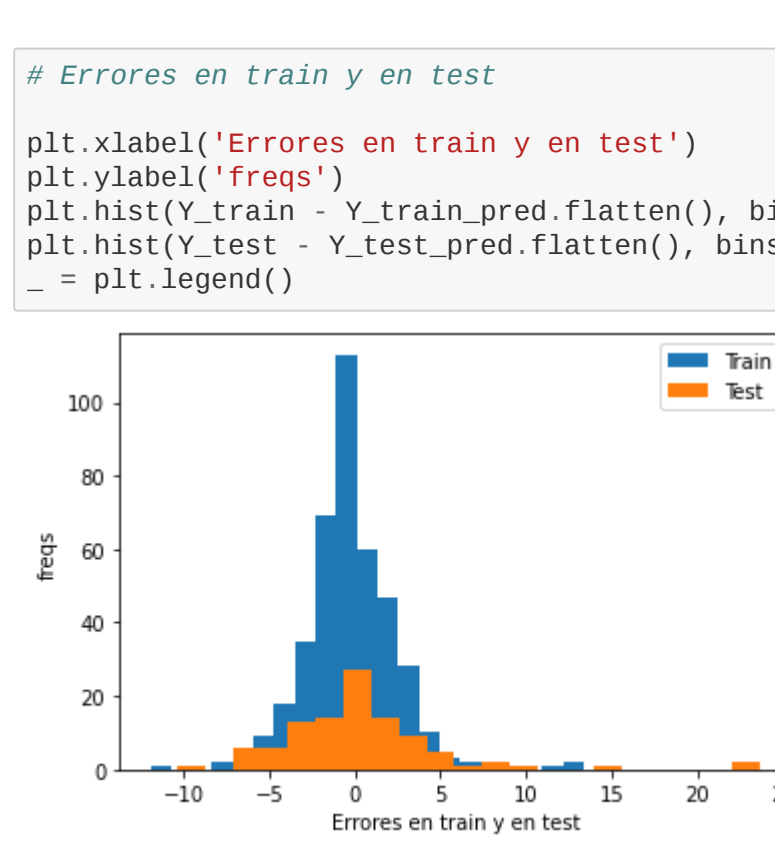 # Errores en train y en test
plt.xlabel('Errores en train y en test')
plt.ylabel('freqs')
plt.hist(Y_train - Y_train_pred.flatten(), bi
plt.hist(Y_test - Y_test_pred.flatten(), bins
_ = plt.legend()
Train
Test
100
80
60
40
20
0
freqs
−10 −5 0 5 10 15 20
Errores en train y en test